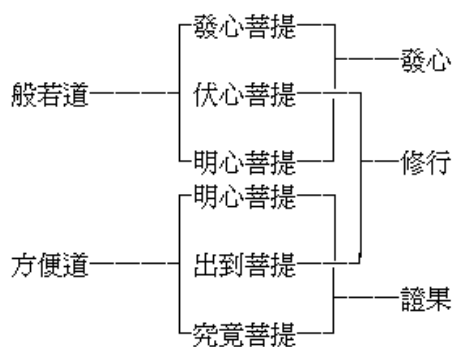 發心菩提
發心
般若道
伏心菩提
明心菩提
修行
明心菩提
方便道
出到菩提
證果
究竟菩提